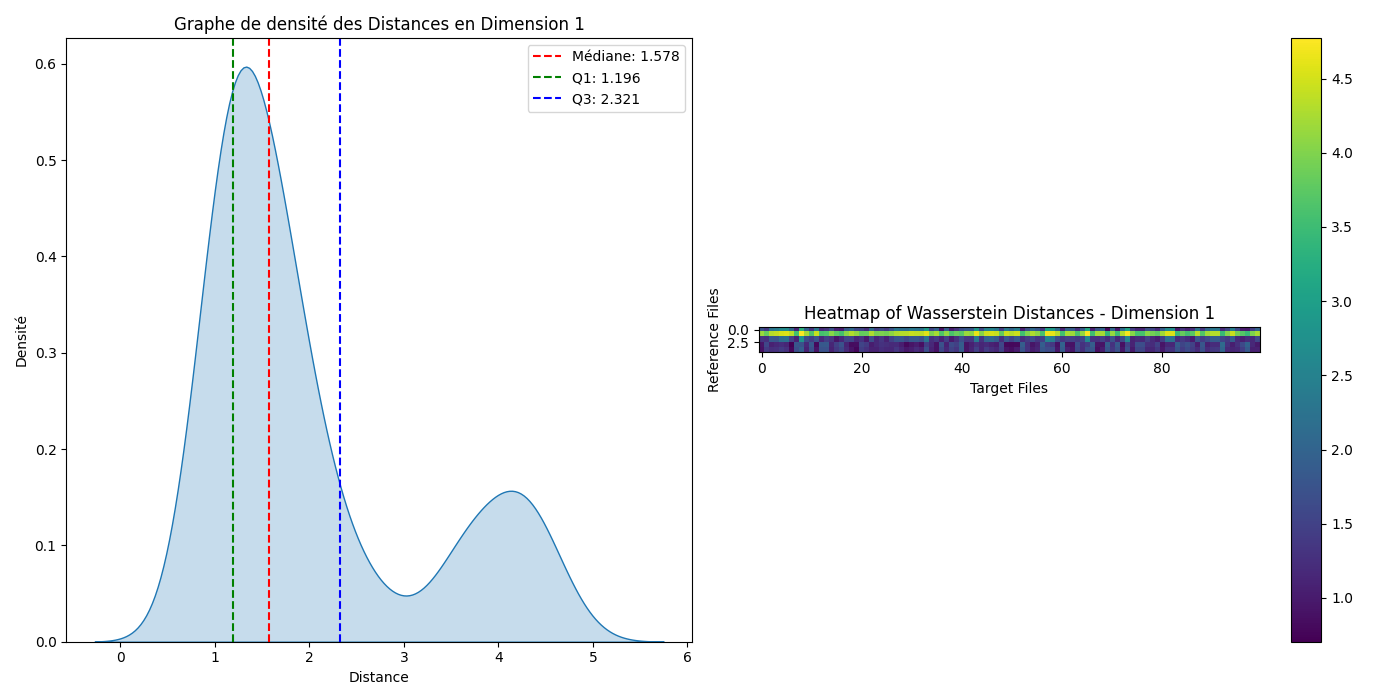 Graphe de densité des Distances en Dimension 1
Médiane: 1.578
Q1: 1.196
Q3: 2.321
Densité
0.6
0.5
0.4
0.3
0.2
0.1
0.0
0 1 2 3 4 5 6
Distance
Heatmap of Wasserstein Distances - Dimension 1
Reference Files
0.0
2.5
0 20 40 60 80
Target Files
4.5
4.0
3.5
3.0
2.5
2.0
1.5
1.0